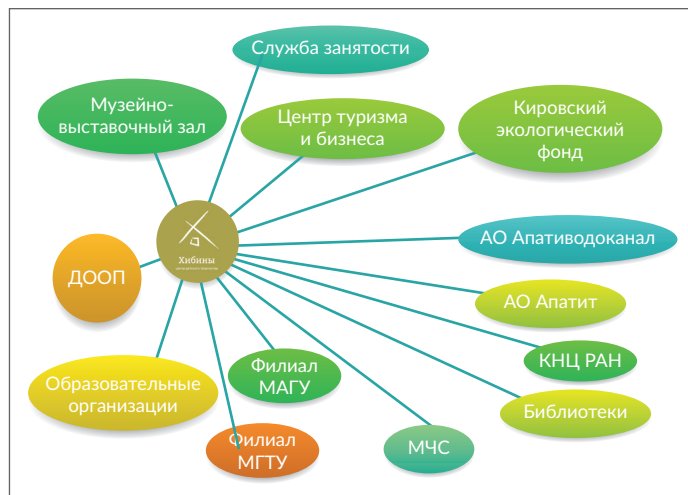 Служба занятости
Музейно-
выставочный зал
Центр туризма
и бизнеса
Кировский
экологический
фонд
Хибины
АО Апативодоканал
ДООП
АО Апатит
КНЦ РАН
Филиал
МАГУ
Образовательные
организации
Библиотеки
Филиал
МГТУ
МЧС